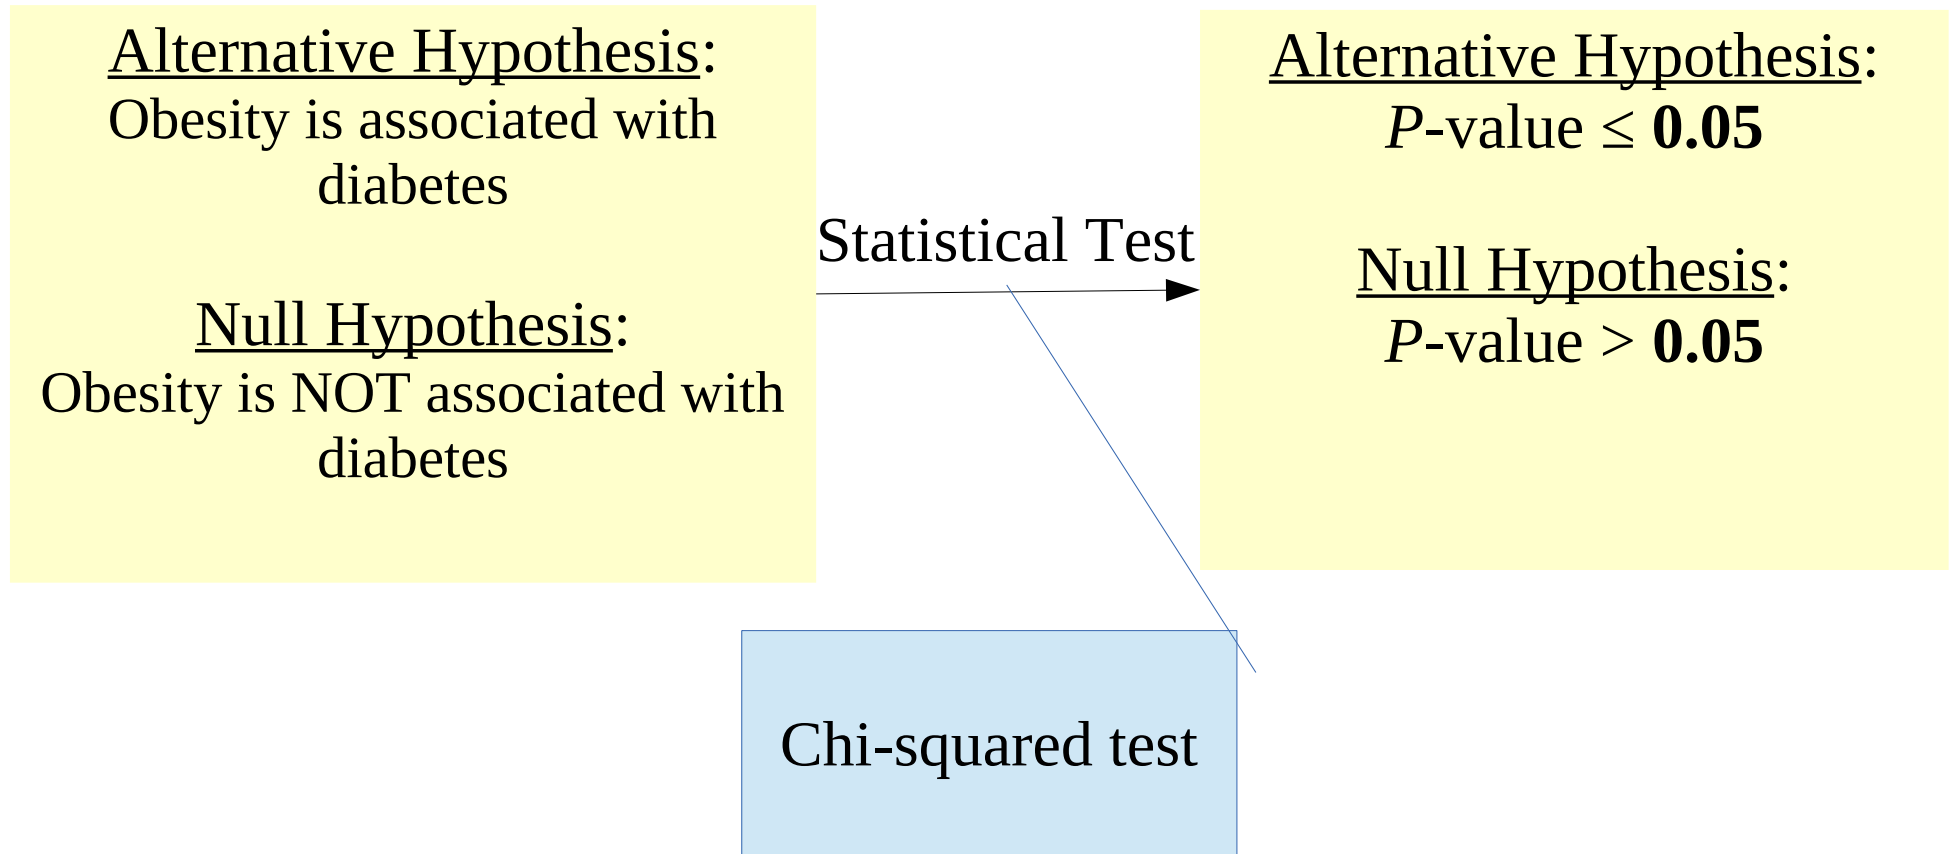 Alternative Hypothesis:
Obesity is associated with
diabetes
Null Hypothesis:
Obesity is NOT associated with
diabetes
Statistical Test
Alternative Hypothesis:
P-value ≤ 0.05
Null Hypothesis:
P-value > 0.05
Chi-squared test